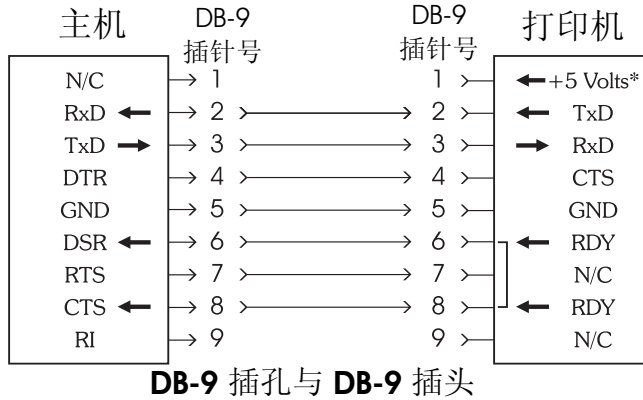 主机 DB-9 插针号 DB-9 插针号 打印机
N/C 1 1 +5 Volts*
RxD 2 2 TxD
TxD 3 3 RxD
DTR 4 4 CTS
GND 5 5 GND
DSR 6 6 RDY
RTS 7 7 N/C
CTS 8 8 RDY
RI 9 9 N/C
DB-9 插孔与 DB-9 插头